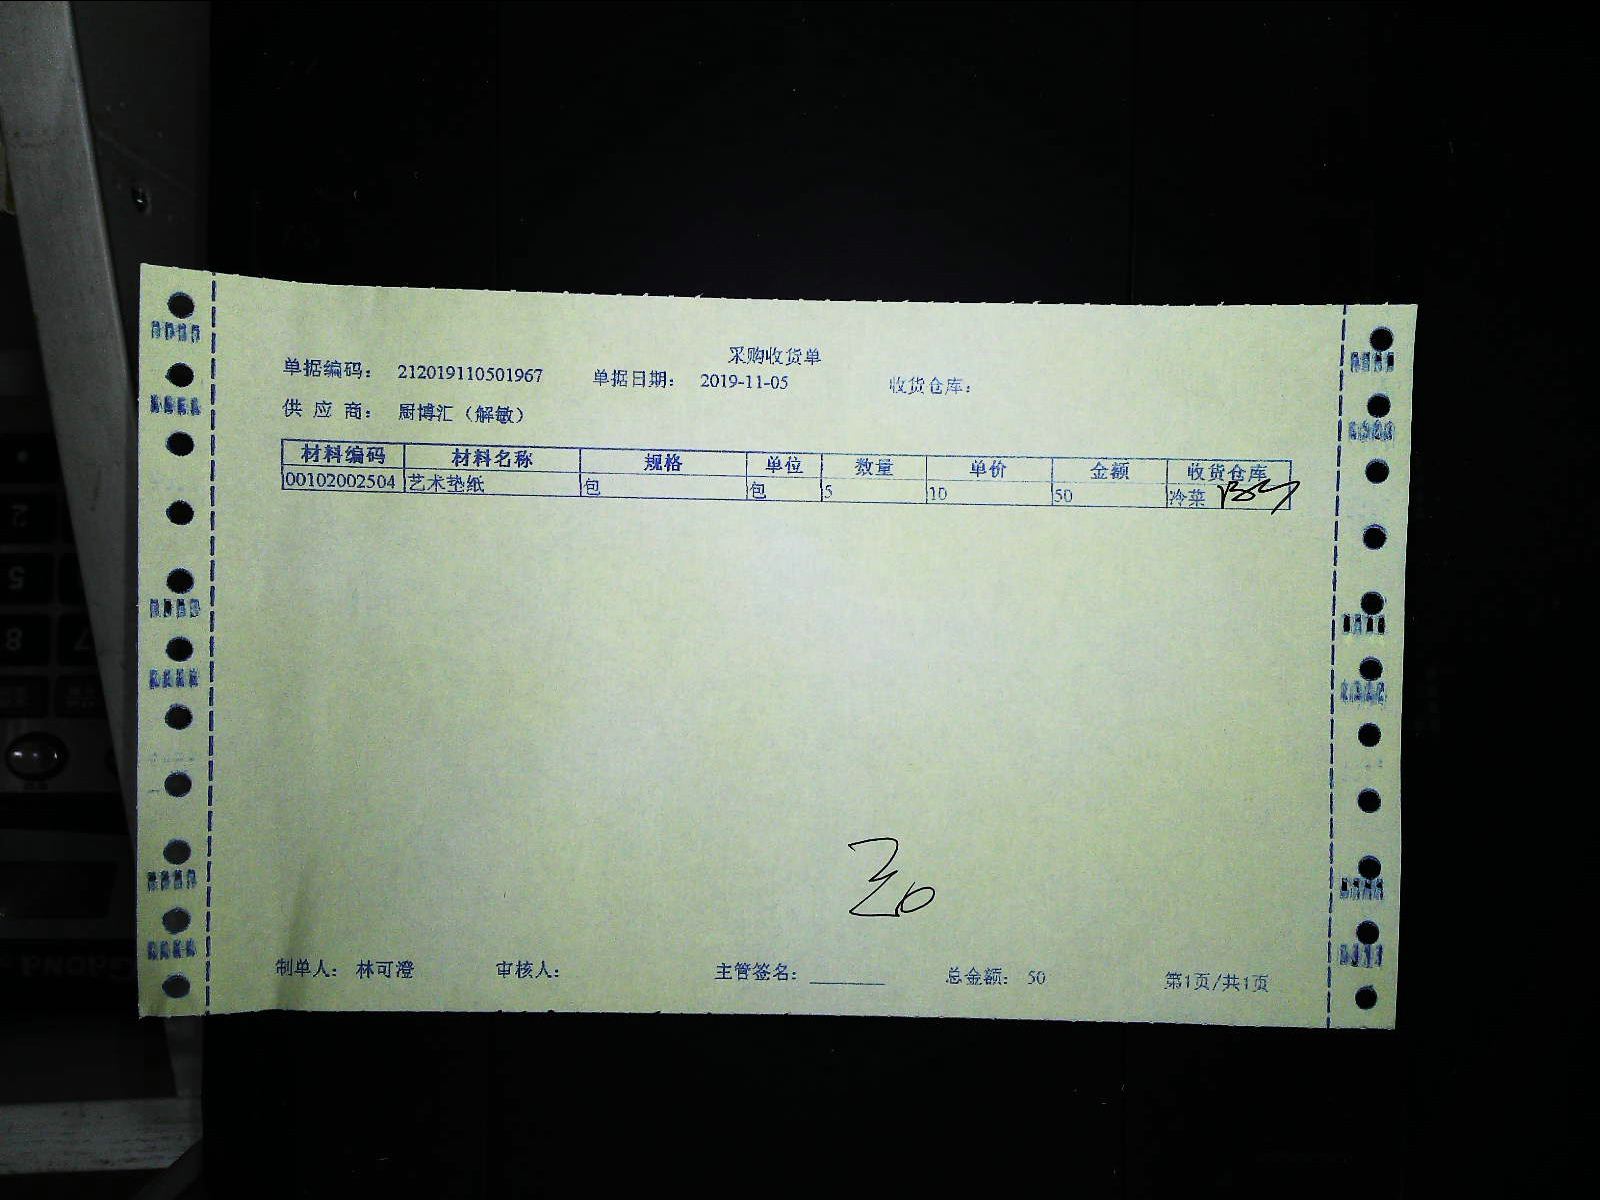 采购收货单
单据编码： 212019110501967 单据日期： 2019-11-05 收货仓库：
供 应 商： 厨博汇（解敏）
材料编码 材料名称 规格 单位 数量 单价 金额 收货仓库
00102002504 艺术垫纸 包 包 5 10 50 冷菜
制单人： 林可澄 审核人： 主管签名： 总金额： 50 第1页/共1页